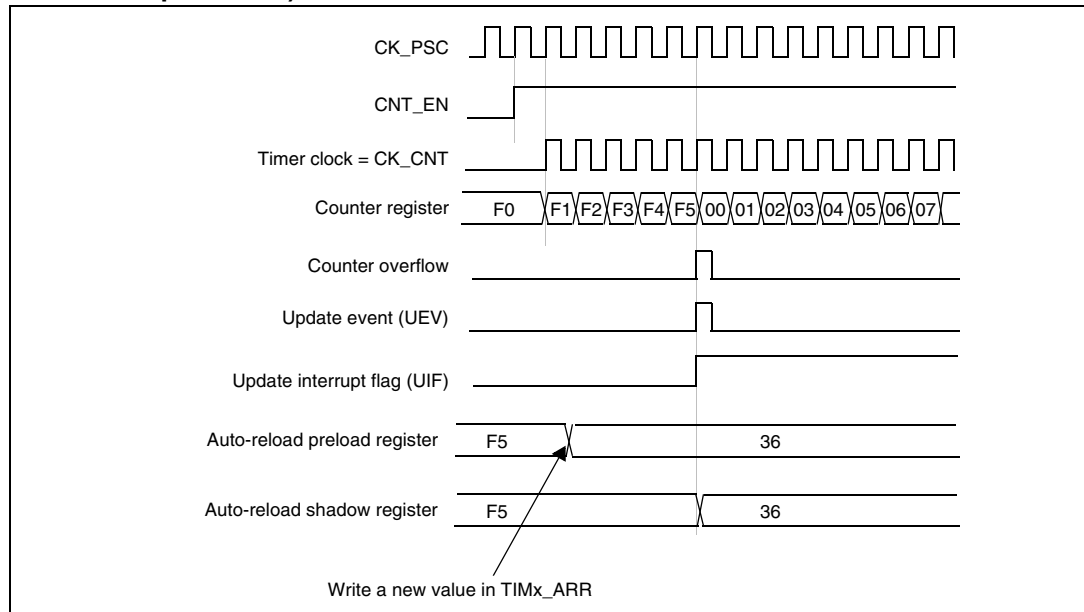 CK_PSC
CNT_EN
Timer clock = CK_CNT
Counter register F0 F1 F2 F3 F4 F5 00 01 02 03 04 05 06 07
Counter overflow
Update event (UEV)
Update interrupt flag (UIF)
Auto-reload preload register F5 36
Auto-reload shadow register F5 36
Write a new value in TIMx_ARR